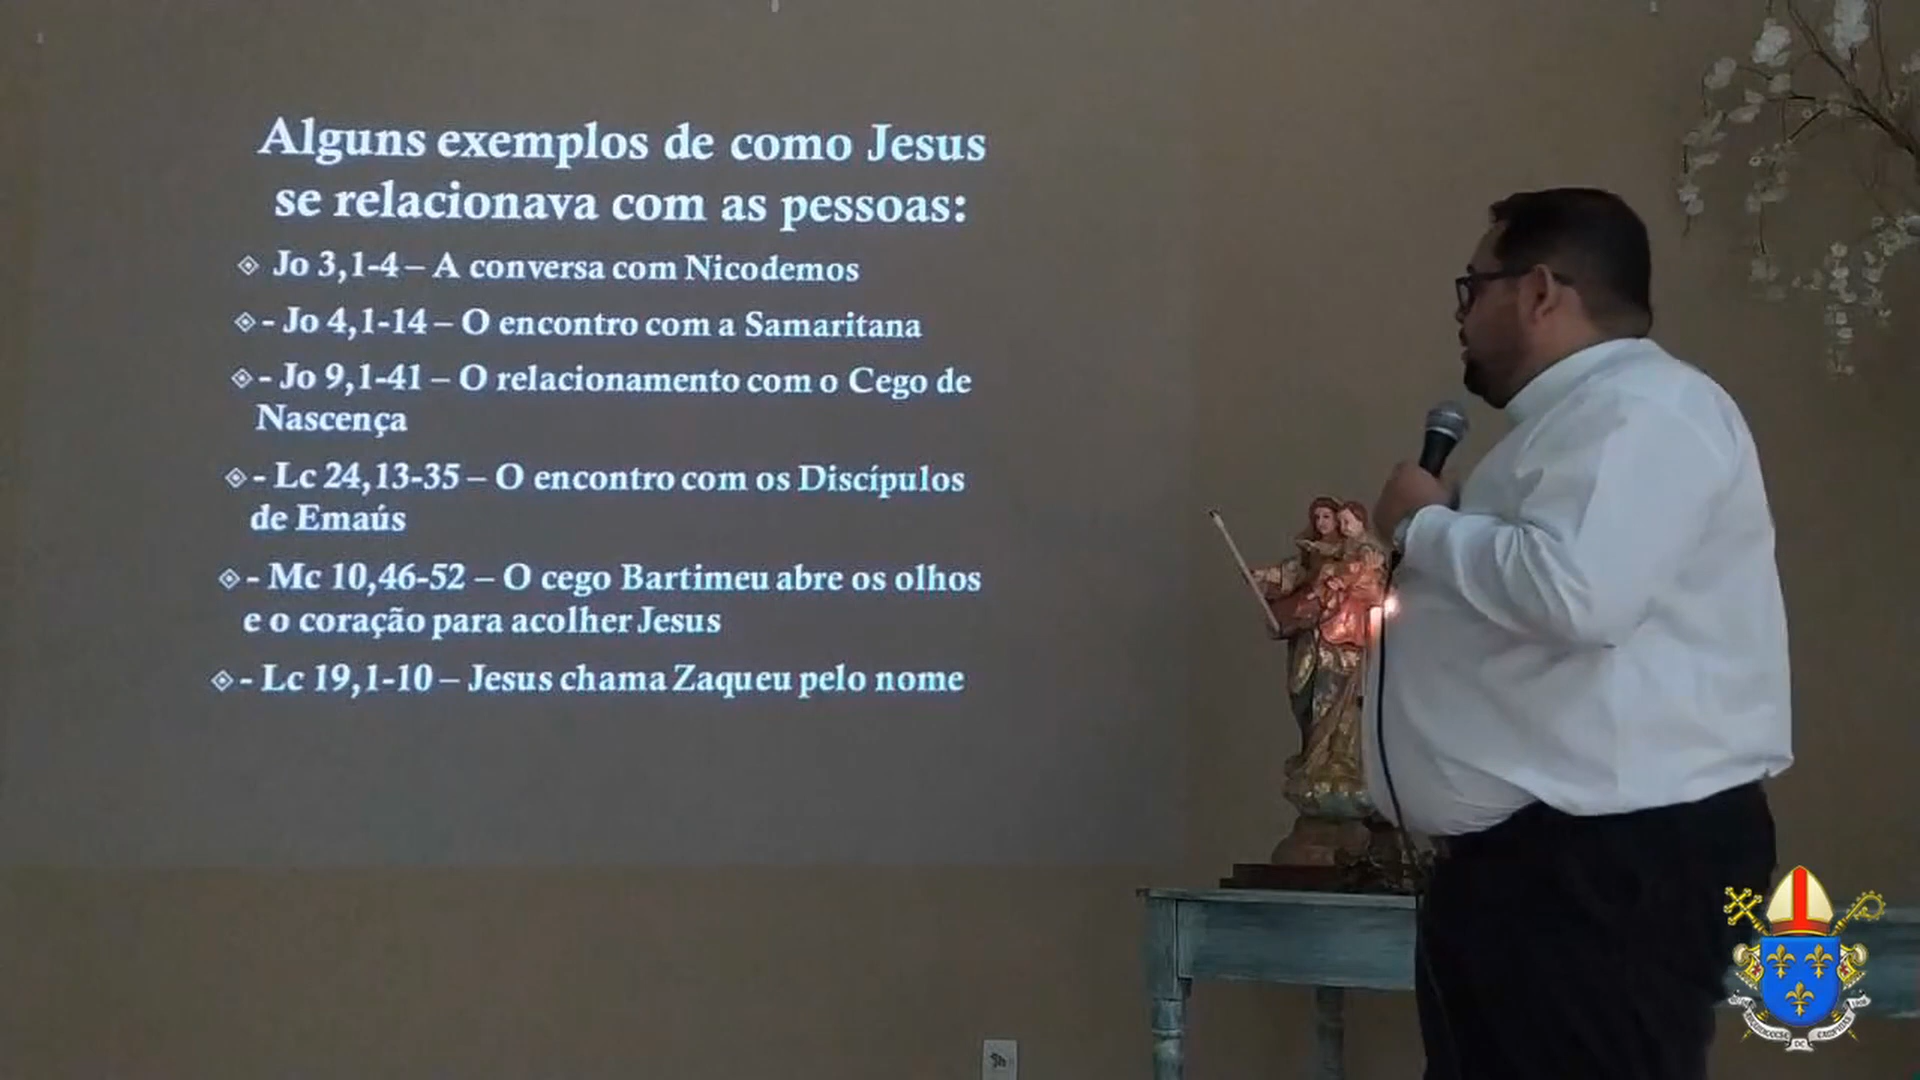 Alguns exemplos de como Jesus
se relacionava com as pessoas:
Jo 3,1-4 – A conversa com Nicodemos
- Jo 4,1-14 – O encontro com a Samaritana
- Jo 9,1-41 – O relacionamento com o Cego de
Nascença
- Lc 24,13-35 – O encontro com os Discípulos
de Emaús
- Mc 10,46-52 – O cego Bartimeu abre os olhos
e o coração para acolher Jesus
- Lc 19,1-10 – Jesus chama Zaqueu pelo nome